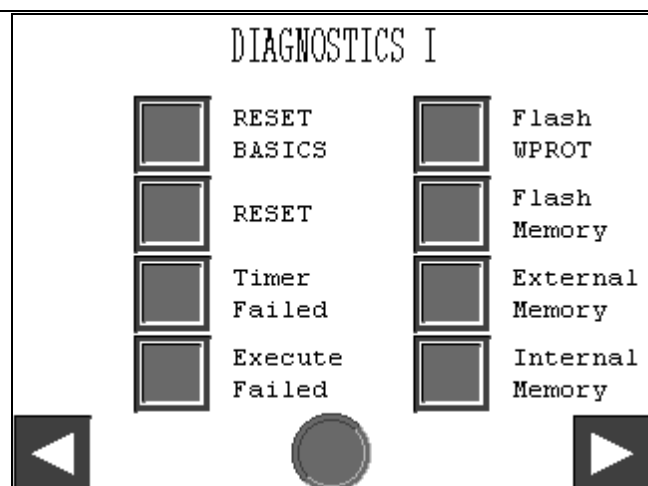 DIAGNOSTICS I
RESET
BASICS
RESET
Timer
Failed
Execute
Failed
Flash
WPROT
Flash
Memory
External
Memory
Internal
Memory